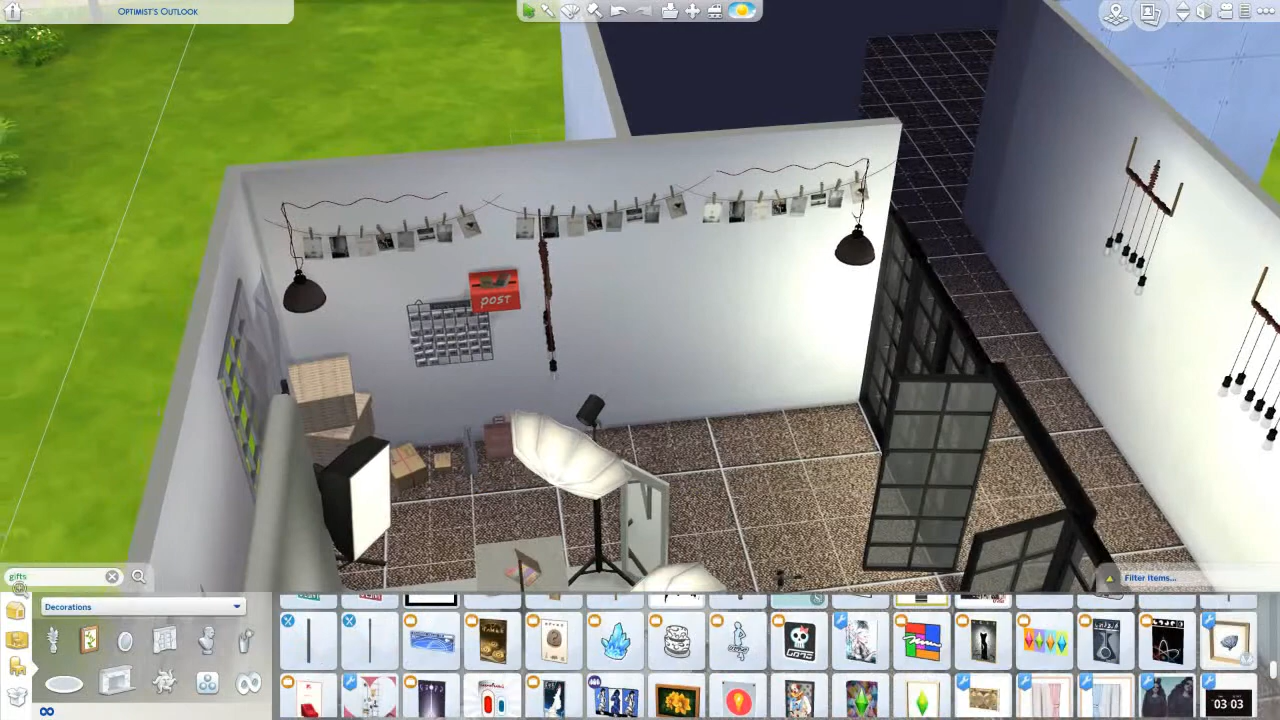 OPTIMIST'S OUTLOOK
POST
gifts
Filter Items...
Decorations
03 03